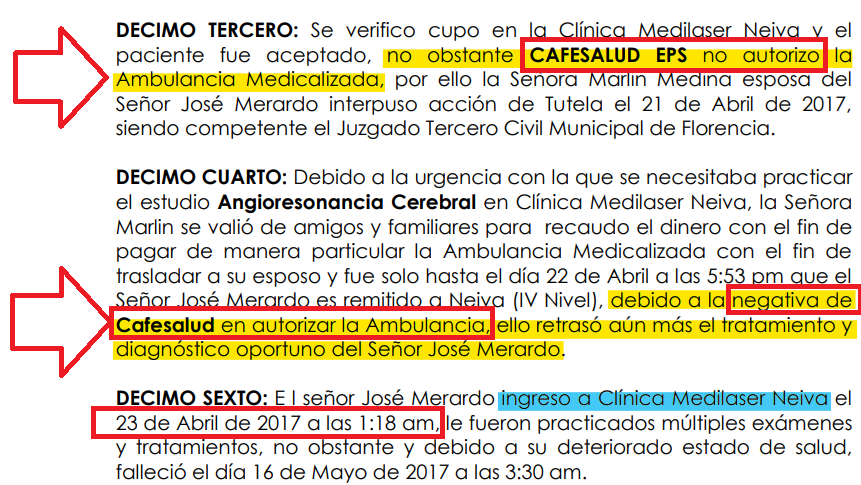 DECIMO TERCERO: Se verifico cupo en la Clínica Medilaser Neiva y el
paciente fue aceptado, no obstante CAFESALUD EPS no autorizo la
Ambulancia Medicalizada, por ello la Señora Marlin Medina esposa del
Señor José Merardo interpuso acción de Tutela el 21 de Abril de 2017,
siendo competente el Juzgado Tercero Civil Municipal de Florencia.
DECIMO CUARTO: Debido a la urgencia con la que se necesitaba practicar
el estudio Angioresonancia Cerebral en Clínica Medilaser Neiva, la Señora
Marlin se valió de amigos y familiares para recaudo el dinero con el fin de
pagar de manera particular la Ambulancia Medicalizada con el fin de
trasladar a su esposo y fue solo hasta el día 22 de Abril a las 5:53 pm que el
Señor José Merardo es remitido a Neiva (IV Nivel), debido a la negativa de
Cafesalud en autorizar la Ambulancia, ello retrasó aún más el tratamiento y
diagnóstico oportuno del Señor José Merardo.
DECIMO SEXTO: E l señor José Merardo ingreso a Clínica Medilaser Neiva el
23 de Abril de 2017 a las 1:18 am, le fueron practicados múltiples exámenes
y tratamientos, no obstante y debido a su deteriorado estado de salud,
falleció el día 16 de Mayo de 2017 a las 3:30 am.